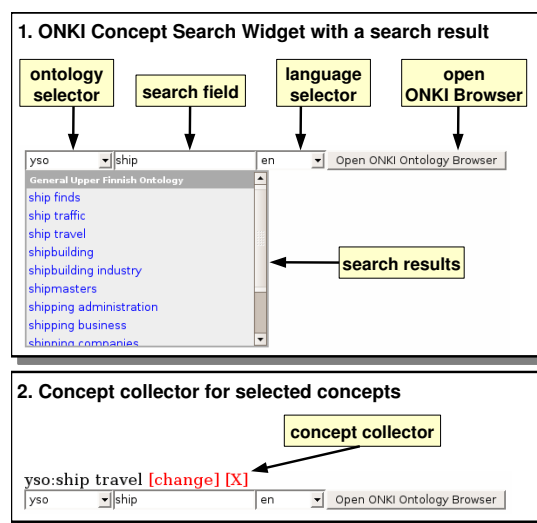 1. ONKI Concept Search Widget with a search result
ontology selector
search field
language selector
open ONKI Browser
yso ship en Open ONKI Ontology Browser
General Upper Finnish Ontology
ship finds
ship traffic
ship travel
shipbuilding
shipbuilding industry
shipmasters
shipping administration
shipping business
shipping companies
search results
2. Concept collector for selected concepts
concept collector
yso:ship travel [change] [X]
yso ship en Open ONKI Ontology Browser